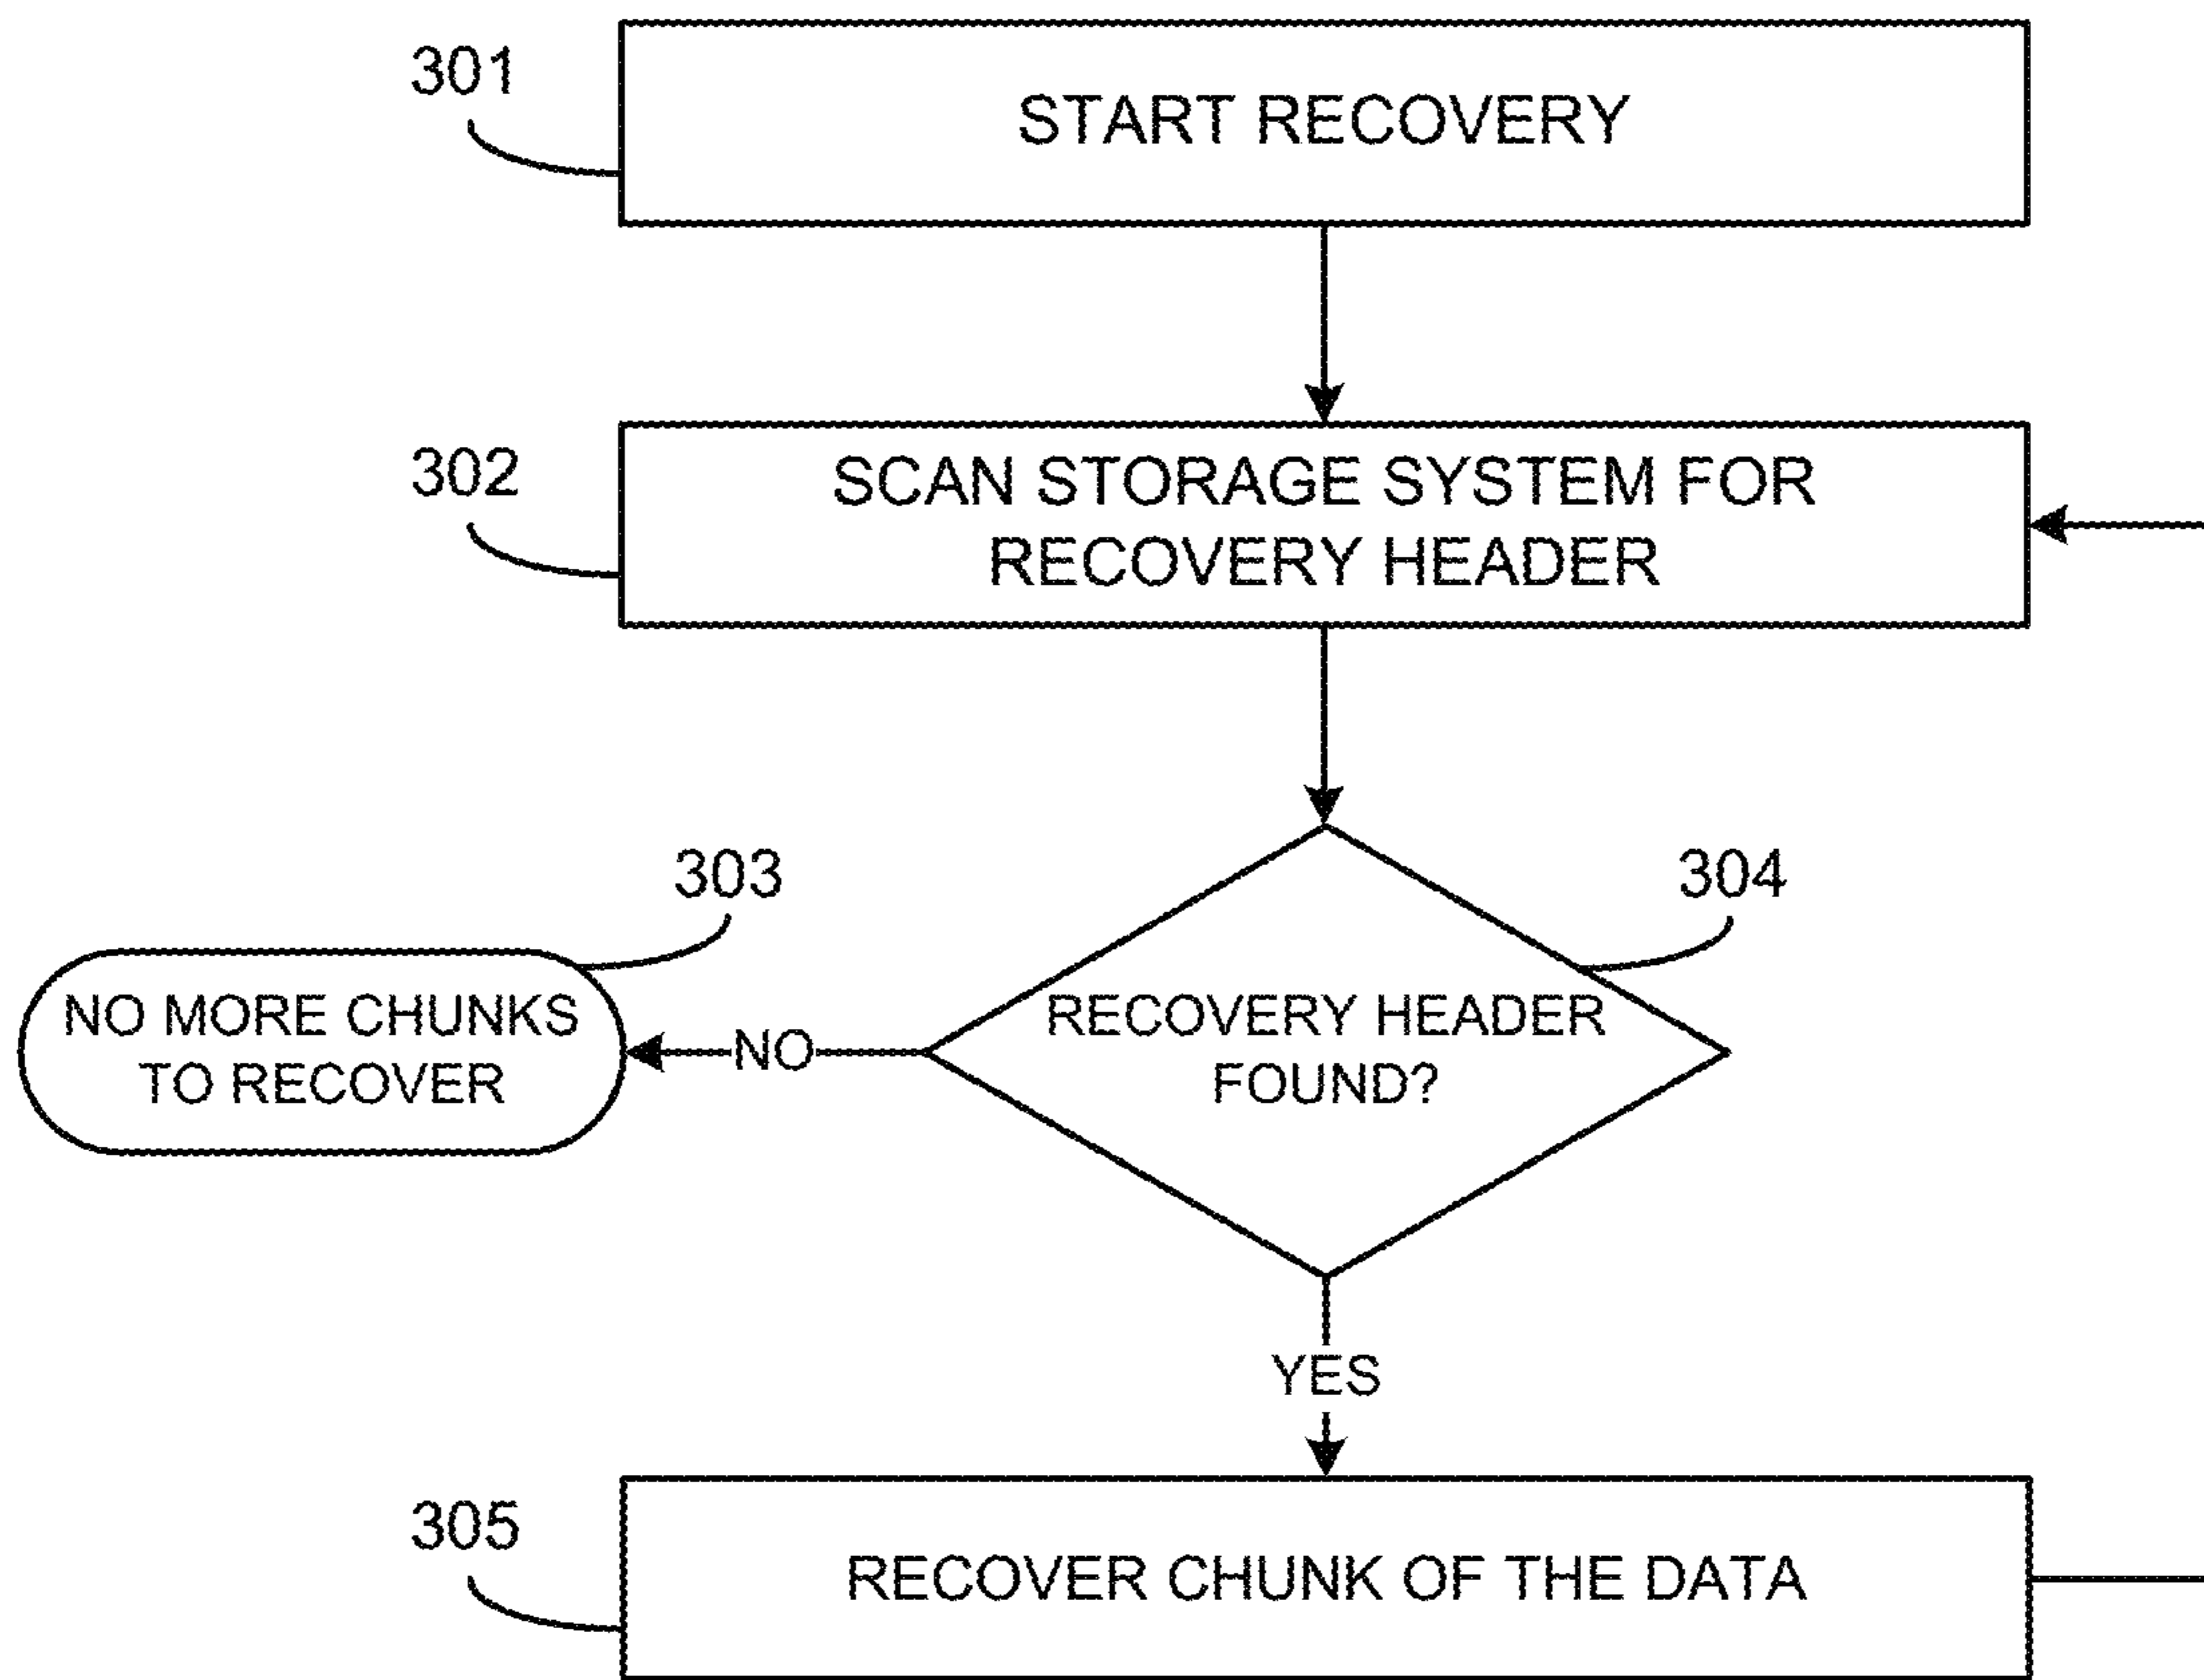 301
START RECOVERY
302
SCAN STORAGE SYSTEM FOR
RECOVERY HEADER
303
304
NO MORE CHUNKS
TO RECOVER
NO
RECOVERY HEADER
FOUND?
YES
305
RECOVER CHUNK OF THE DATA